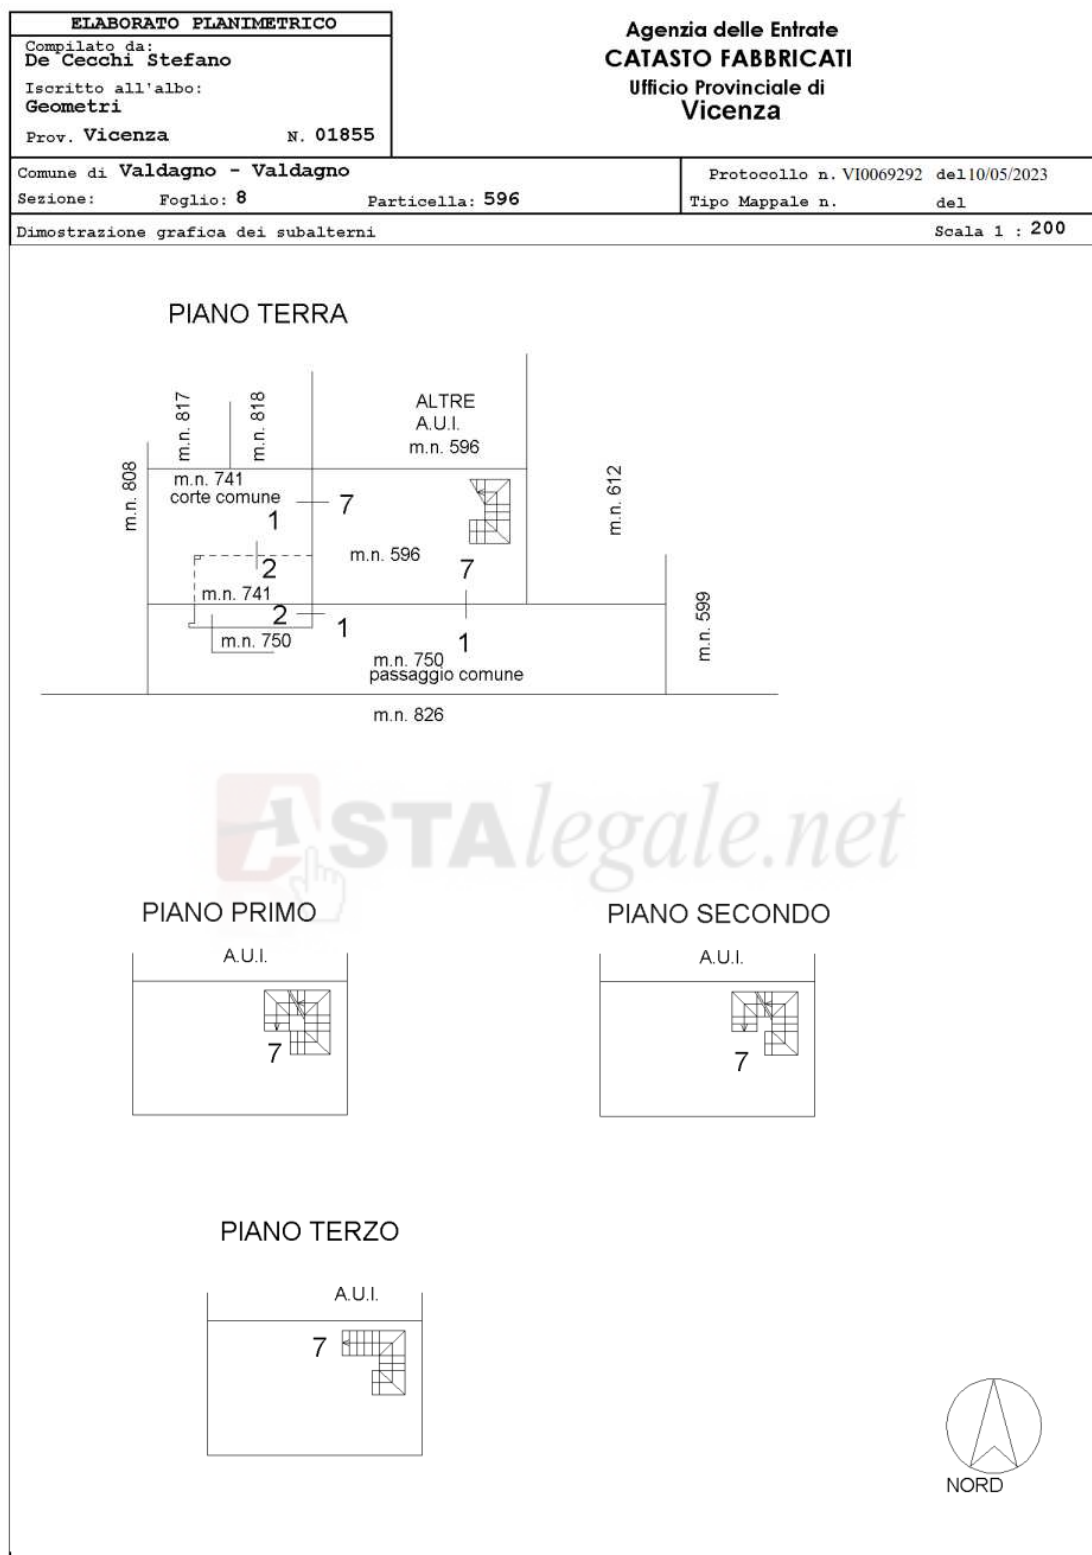 ELABORATO PLANIMETRICO
Compilato da:
De Cecchi Stefano
Iscritto all'albo:
Geometri
Prov. Vicenza N. 01855
Agenzia delle Entrate
CATASTO FABBRICATI
Ufficio Provinciale di
Vicenza
Comune di Valdagno - Valdagno
Sezione: Foglio: 8 Particella: 596
Protocollo n. VI0069292 del 10/05/2023
Tipo Mappale n. del
Dimostrazione grafica dei subalterni Scala 1 : 200
PIANO TERRA
m.n. 817
m.n. 818
ALTRE
A.U.I.
m.n. 596
m.n. 808
m.n. 741
corte comune
7
1
m.n. 612
m.n. 596
2
7
m.n. 741
2
1
m.n. 750
1
m.n. 599
m.n. 750
passaggio comune
m.n. 826
ASTAlegale.net
PIANO PRIMO
A.U.I.
7
PIANO SECONDO
A.U.I.
7
PIANO TERZO
A.U.I.
7
NORD